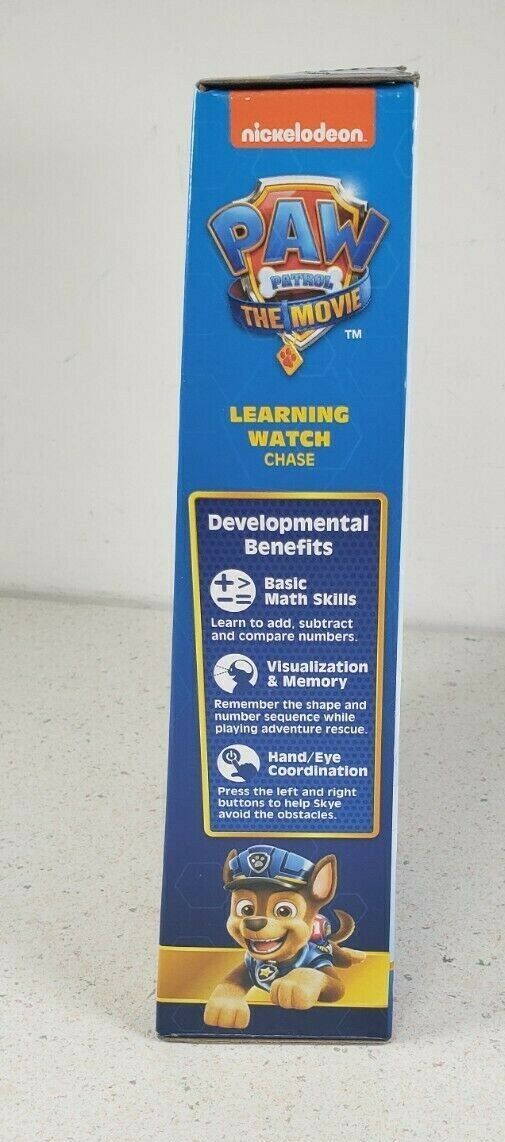 nickelodeon
PAW
PATROL
THE MOVIE
TM
LEARNING
WATCH
CHASE
Developmental
Benefits
Basic
Math Skills
Learn to add, subtract
and compare numbers.
Visualization
& Memory
Remember the shape and
number sequence while
playing adventure rescue.
Hand/Eye
Coordination
Press the left and right
buttons to help Skye
avoid the obstacles.